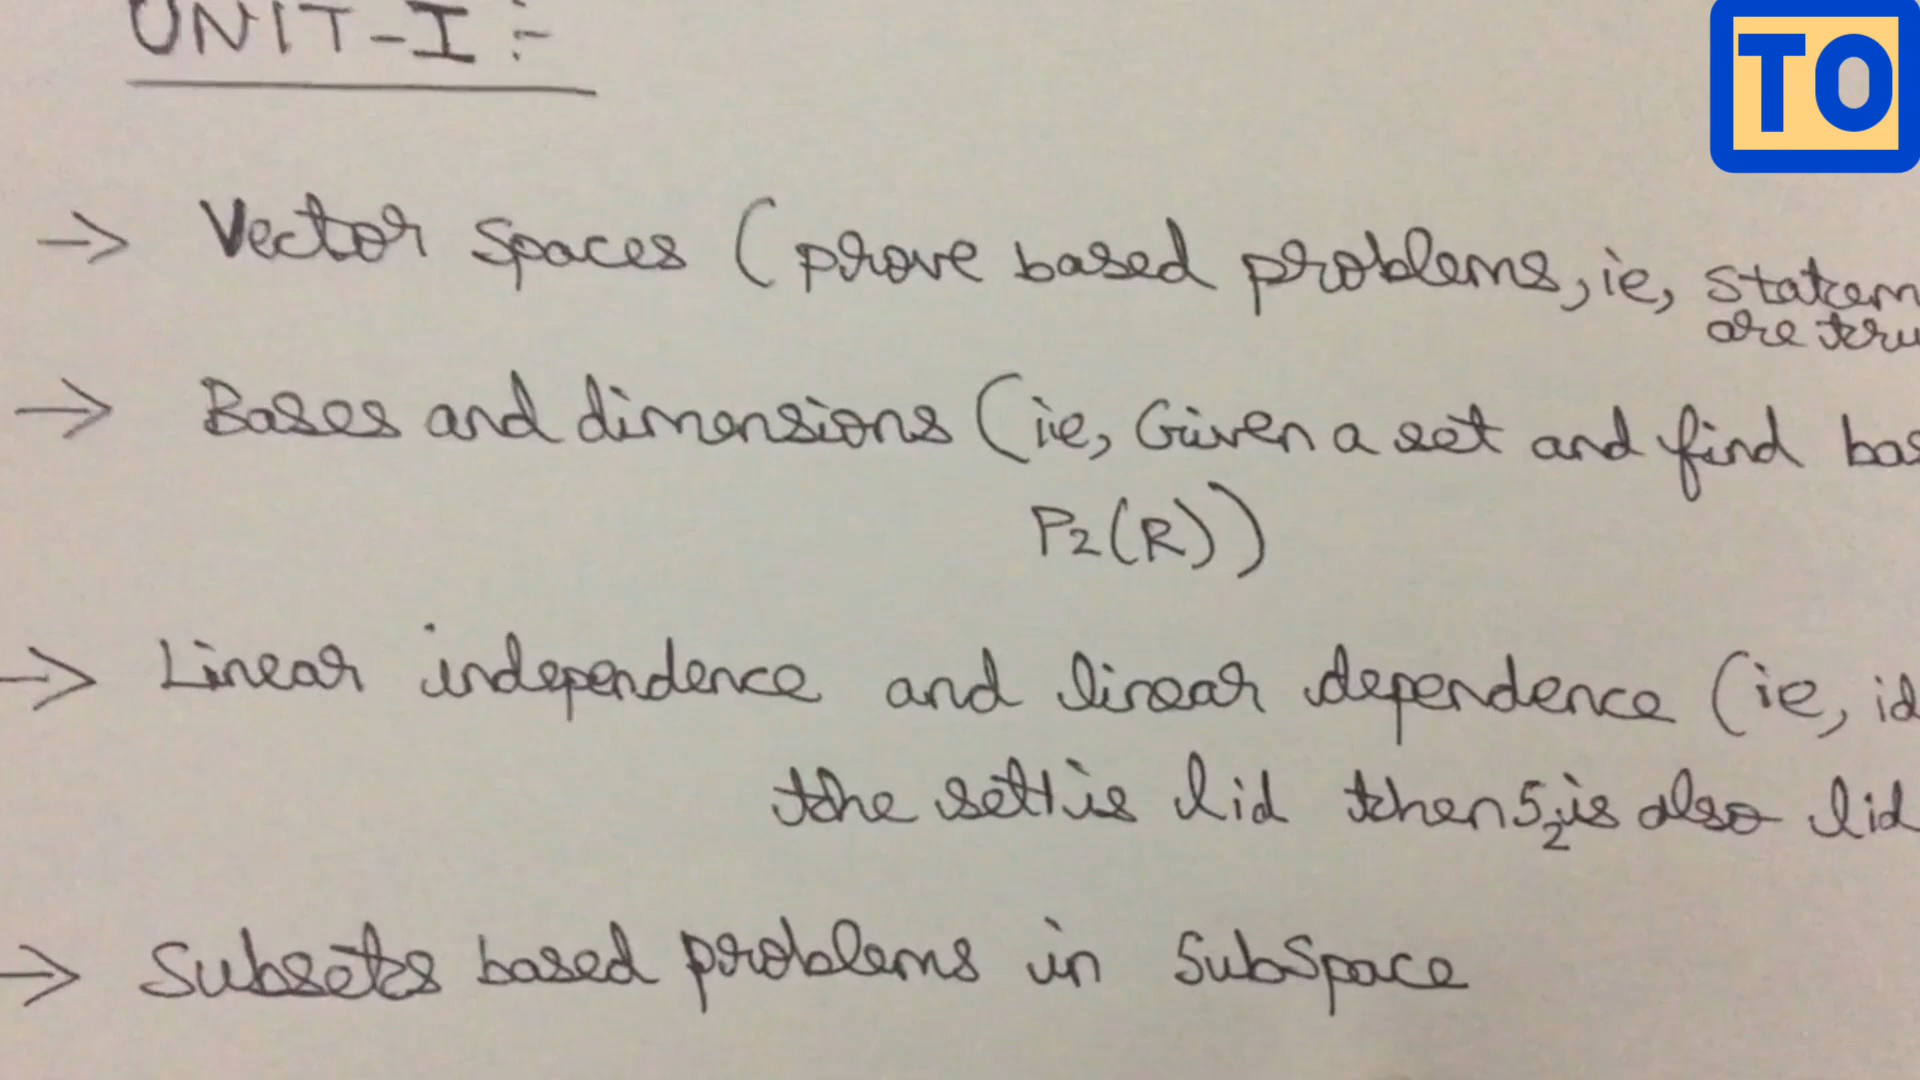 UNIT-I :-
TO
→ Vector Spaces (prove based problems, ie, Statem
are tru
→ Bases and dimensions (ie, Given a set and find bas
P2(R))
→ Linear independence and linear dependence (ie, id
the set1 is lid then S2 is also lid
→ Subsets based problems in SubSpace